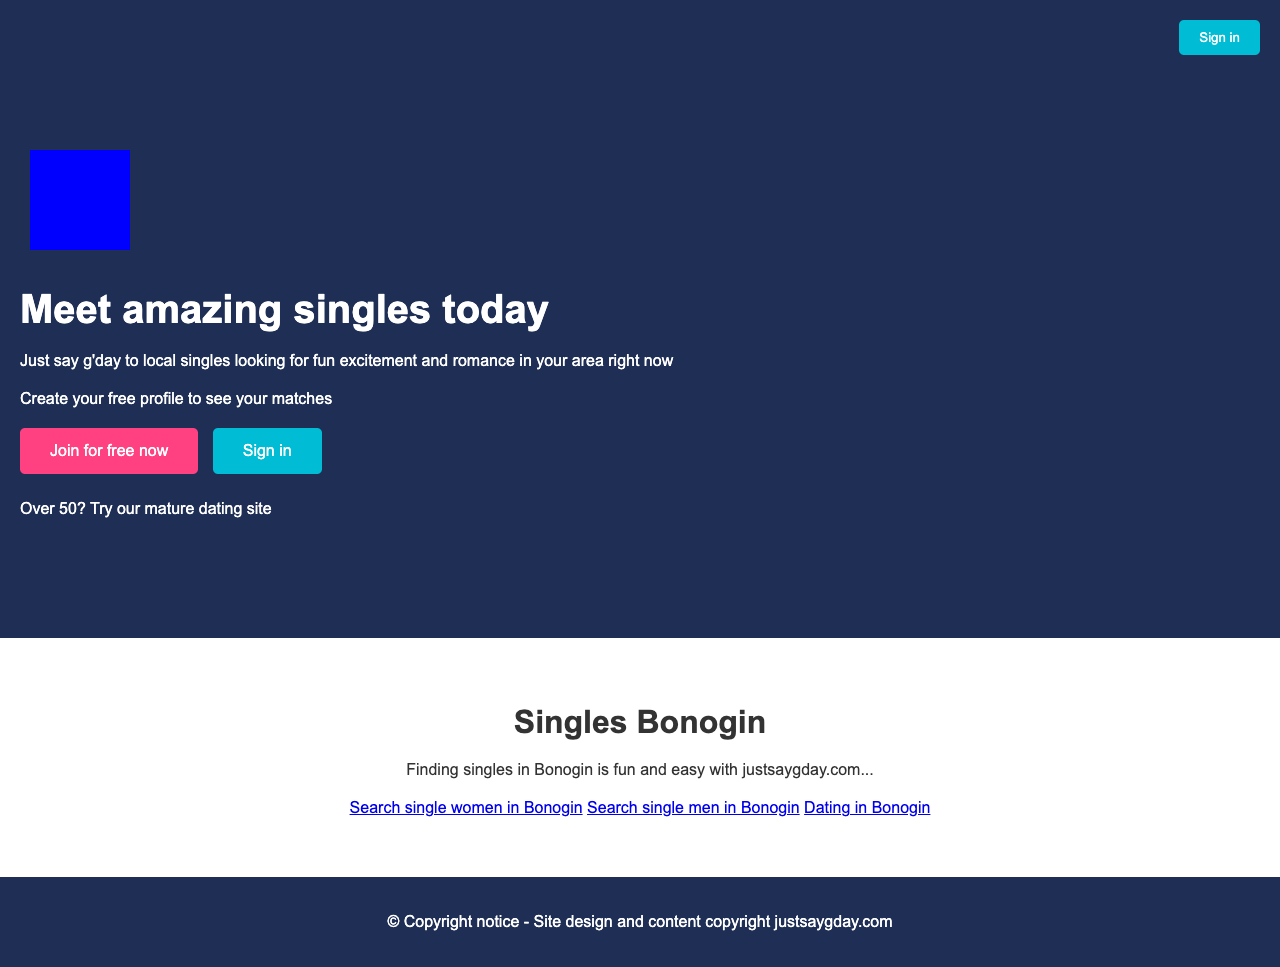 Sign in
Meet amazing singles today
Just say g'day to local singles looking for fun excitement and romance in your area right now
Create your free profile to see your matches
Join for free now Sign in
Over 50? Try our mature dating site
Singles Bonogin
Finding singles in Bonogin is fun and easy with justsaygday.com...
Search single women in Bonogin Search single men in Bonogin Dating in Bonogin
© Copyright notice - Site design and content copyright justsaygday.com